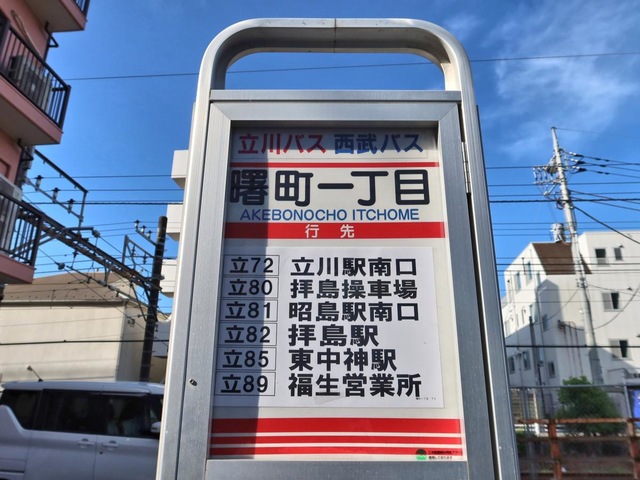 立川バス 西武バス
曙町一丁目
AKEBONOCHO ITCHOME
行先
立72 立川駅南口
立80 拝島操車場
立81 昭島駅南口
立82 拝島駅
立85 東中神駅
立89 福生営業所